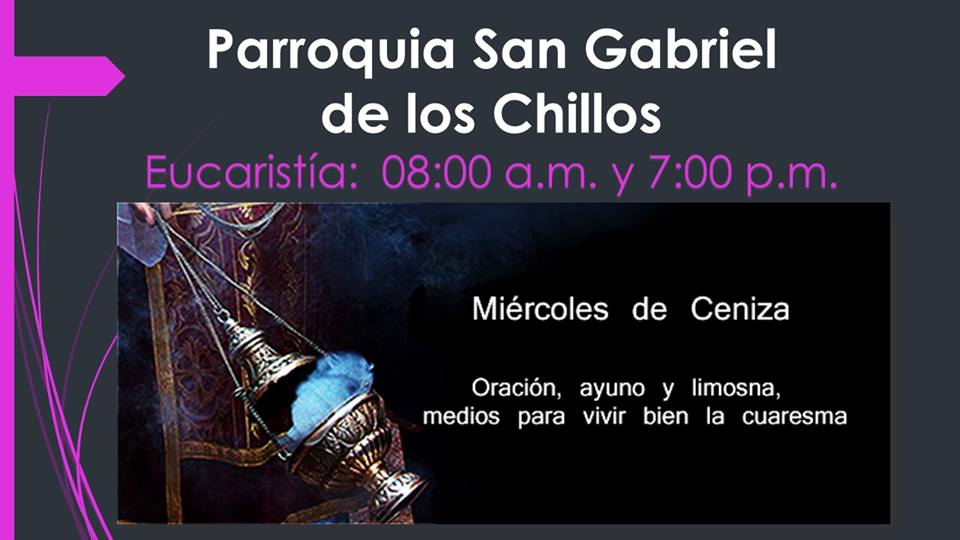 Parroquia San Gabriel
de los Chillos
Eucaristía: 08:00 a.m. y 7:00 p.m.
Miércoles de Ceniza
Oración, ayuno y limosna,
medios para vivir bien la cuaresma